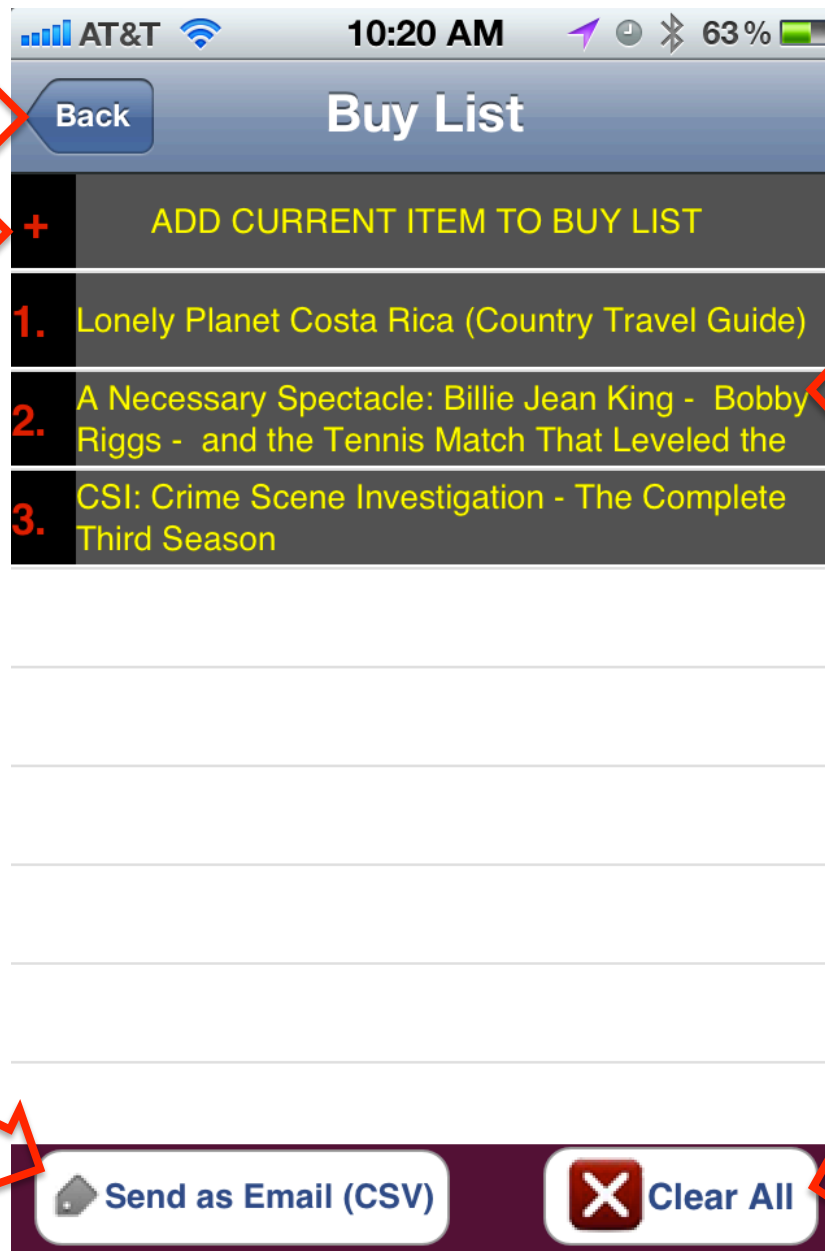 AT&T 10:20 AM 63%
Back Buy List
+ ADD CURRENT ITEM TO BUY LIST
1. Lonely Planet Costa Rica (Country Travel Guide)
2. A Necessary Spectacle: Billie Jean King - Bobby
Riggs - and the Tennis Match That Leveled the
3. CSI: Crime Scene Investigation - The Complete
Third Season
Send as Email (CSV) Clear All